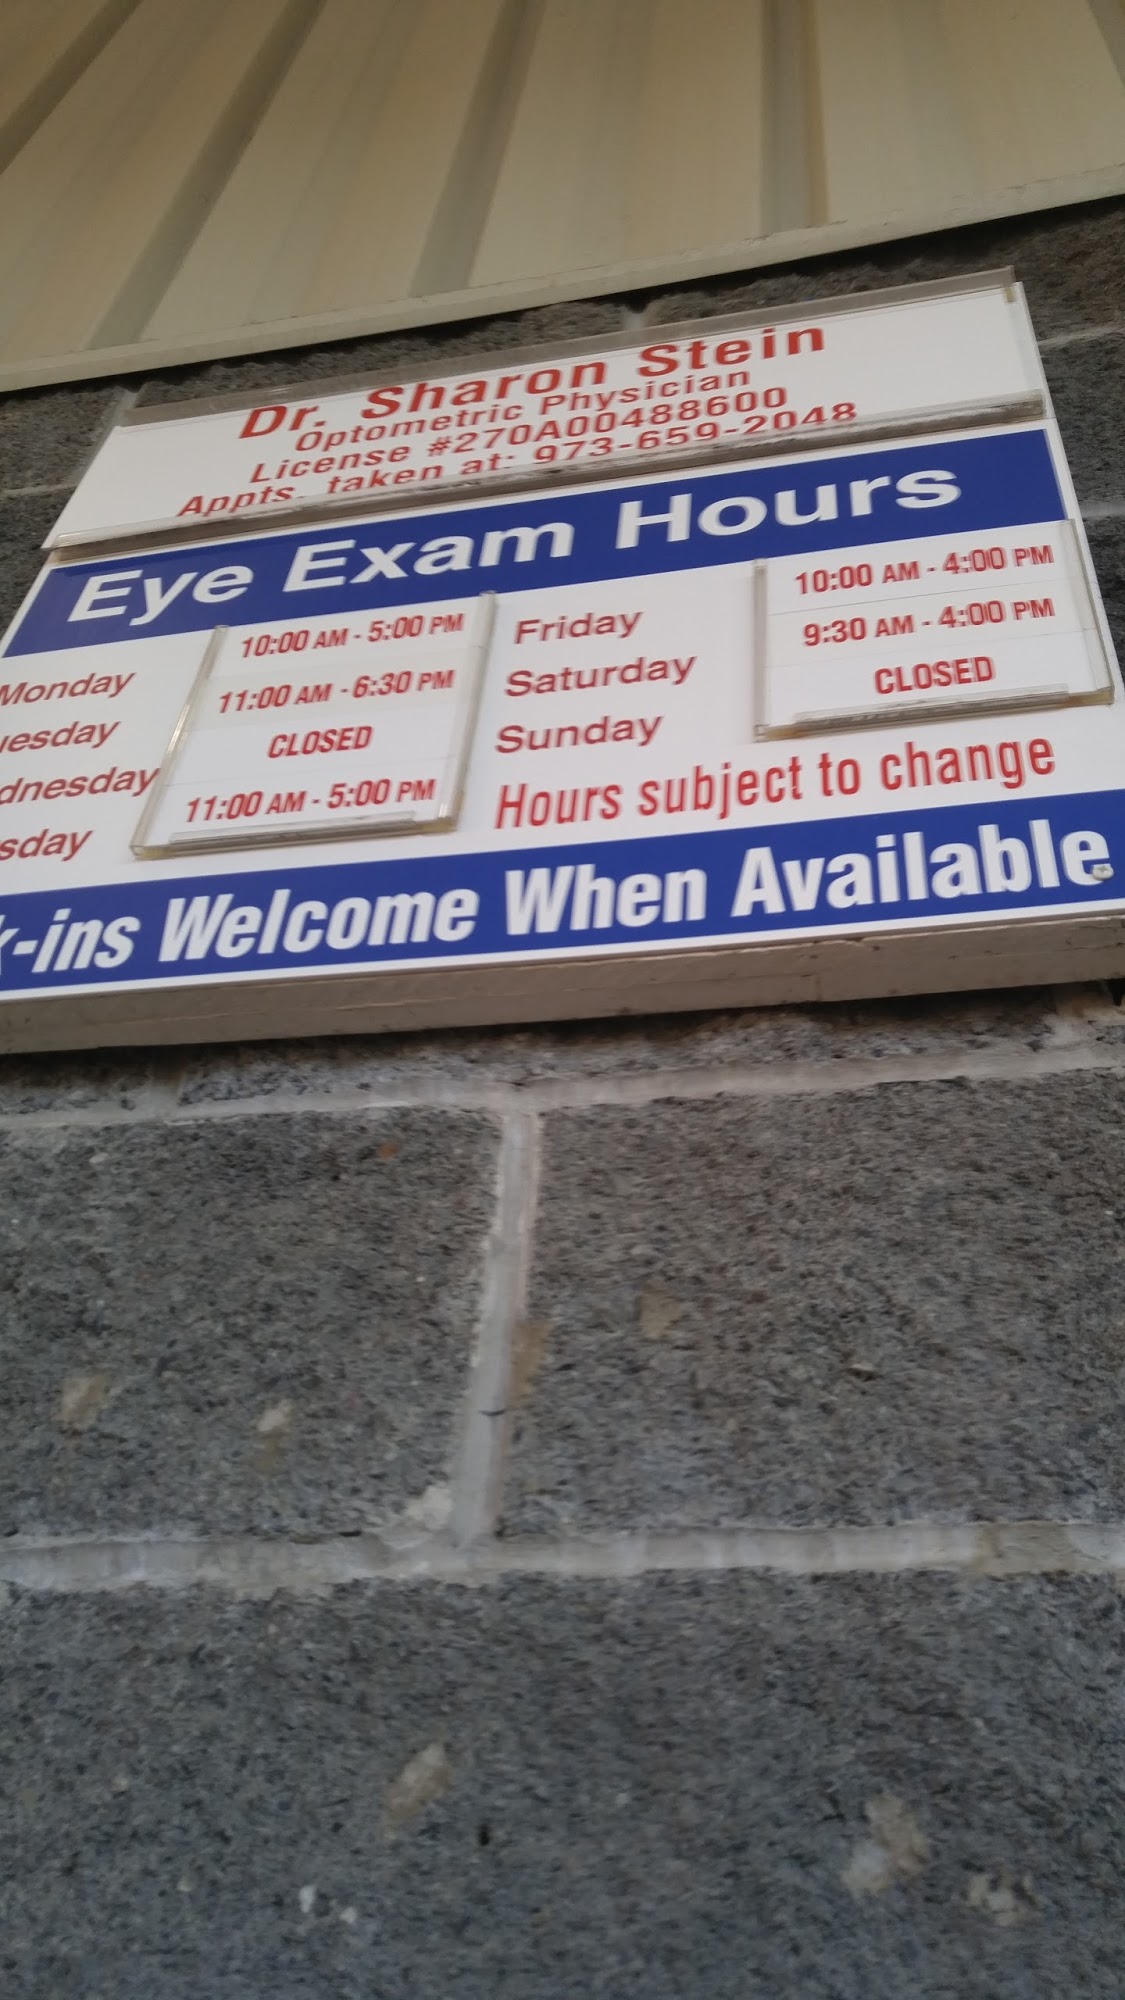 Dr. Sharon Stein
Optometric Physician
License #270A00488600
Appts. taken at: 973-659-2048
Eye Exam Hours
Monday 10:00 AM - 5:00 PM
uesday 11:00 AM - 6:30 PM
dnesday CLOSED
sday 11:00 AM - 5:00 PM
Friday 10:00 AM - 4:00 PM
Saturday 9:30 AM - 4:00 PM
Sunday CLOSED
Hours subject to change
k-ins Welcome When Available